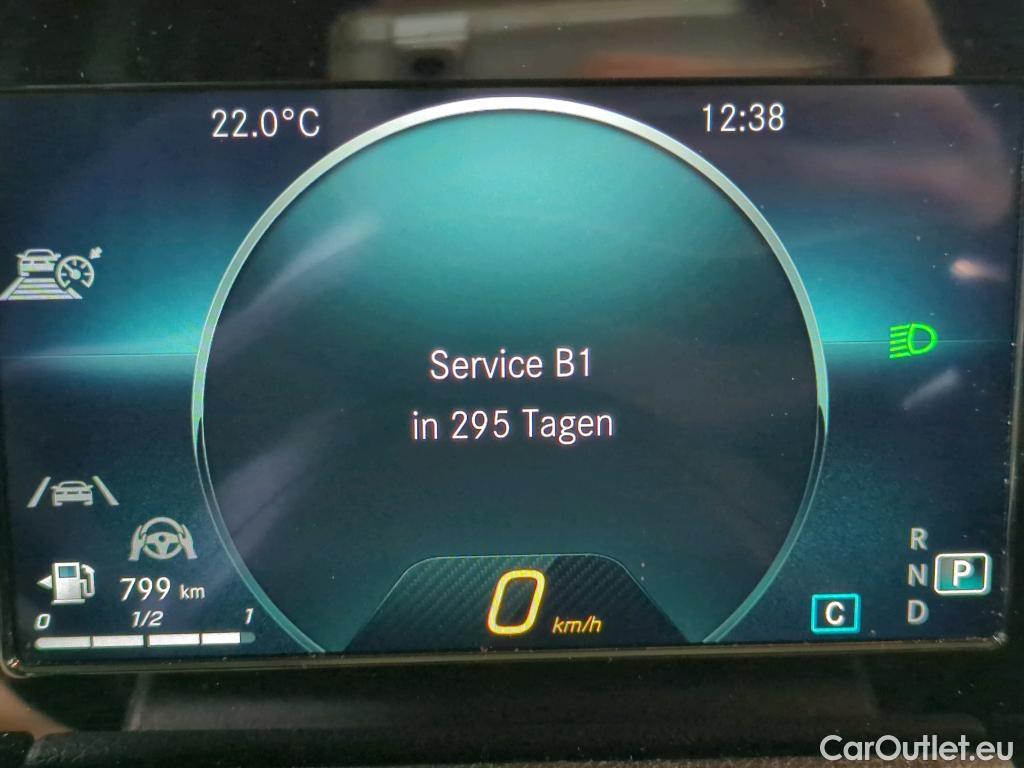 22.0°C
12:38
Service B1
in 295 Tagen
799 km
0 1/2 1
0 km/h
C
R
N
P
D
CarOutlet.eu